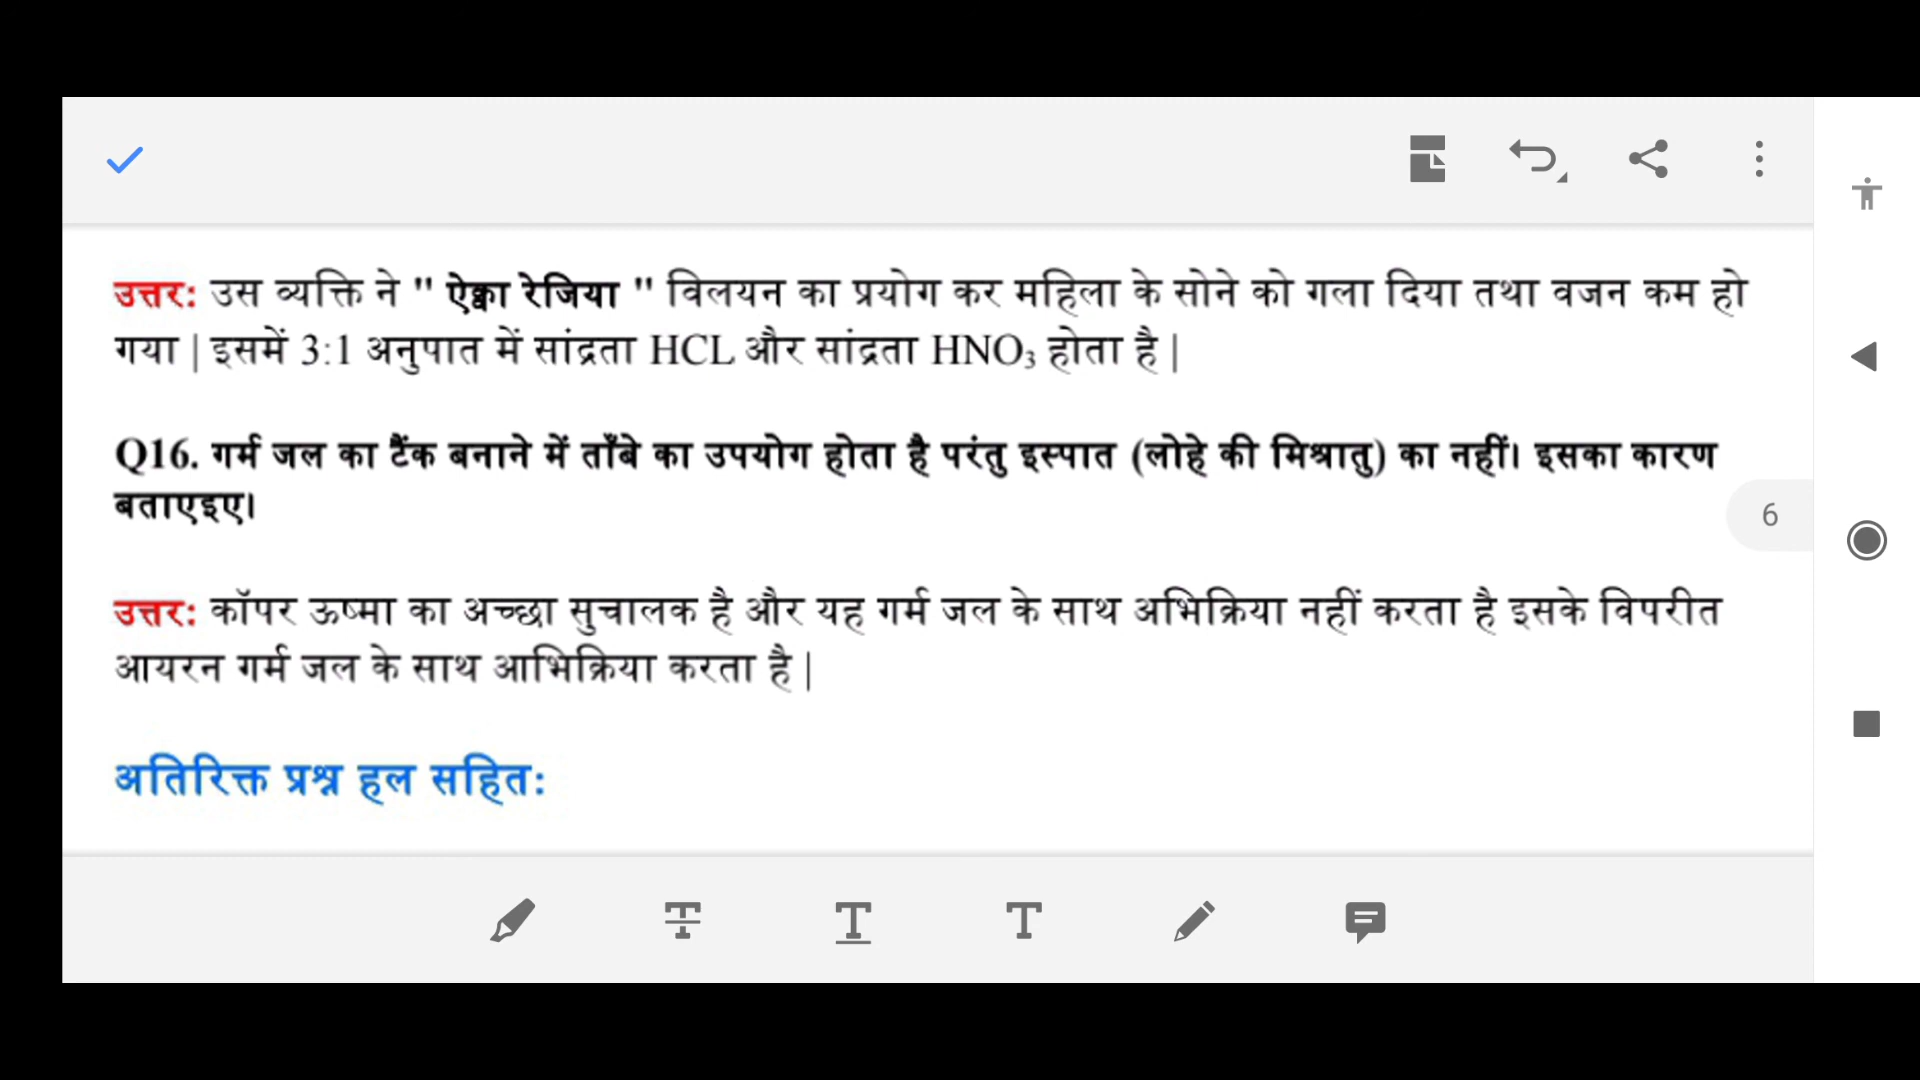 उत्तर: उस व्यक्ति ने " ऐक्वा रेजिया " विलयन का प्रयोग कर महिला के सोने को गला दिया तथा वजन कम हो
गया | इसमें 3:1 अनुपात में सांद्रता HCL और सांद्रता HNO₃ होता है |
Q16. गर्म जल का टैंक बनाने में ताँबे का उपयोग होता है परंतु इस्पात (लोहे की मिश्रातु) का नहीं। इसका कारण
बताएइए।
6
उत्तर: कॉपर ऊष्मा का अच्छा सुचालक है और यह गर्म जल के साथ अभिक्रिया नहीं करता है इसके विपरीत
आयरन गर्म जल के साथ आभिक्रिया करता है |
अतिरिक्त प्रश्न हल सहित: